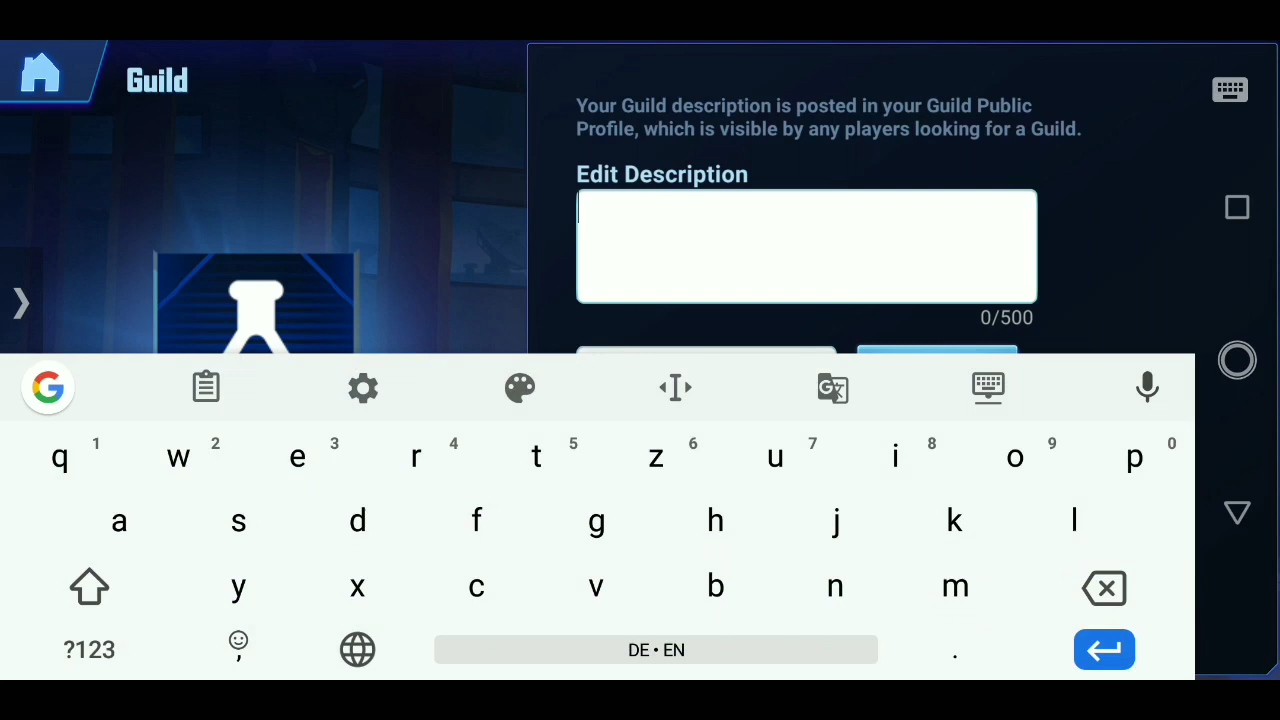 Guild
Your Guild description is posted in your Guild Public
Profile, which is visible by any players looking for a Guild.
Edit Description
0/500
q 1 w 2 e 3 r 4 t 5 z 6 u 7 i 8 o 9 p 0
a s d f g h j k l
y x c v b n m
?123 , DE • EN .